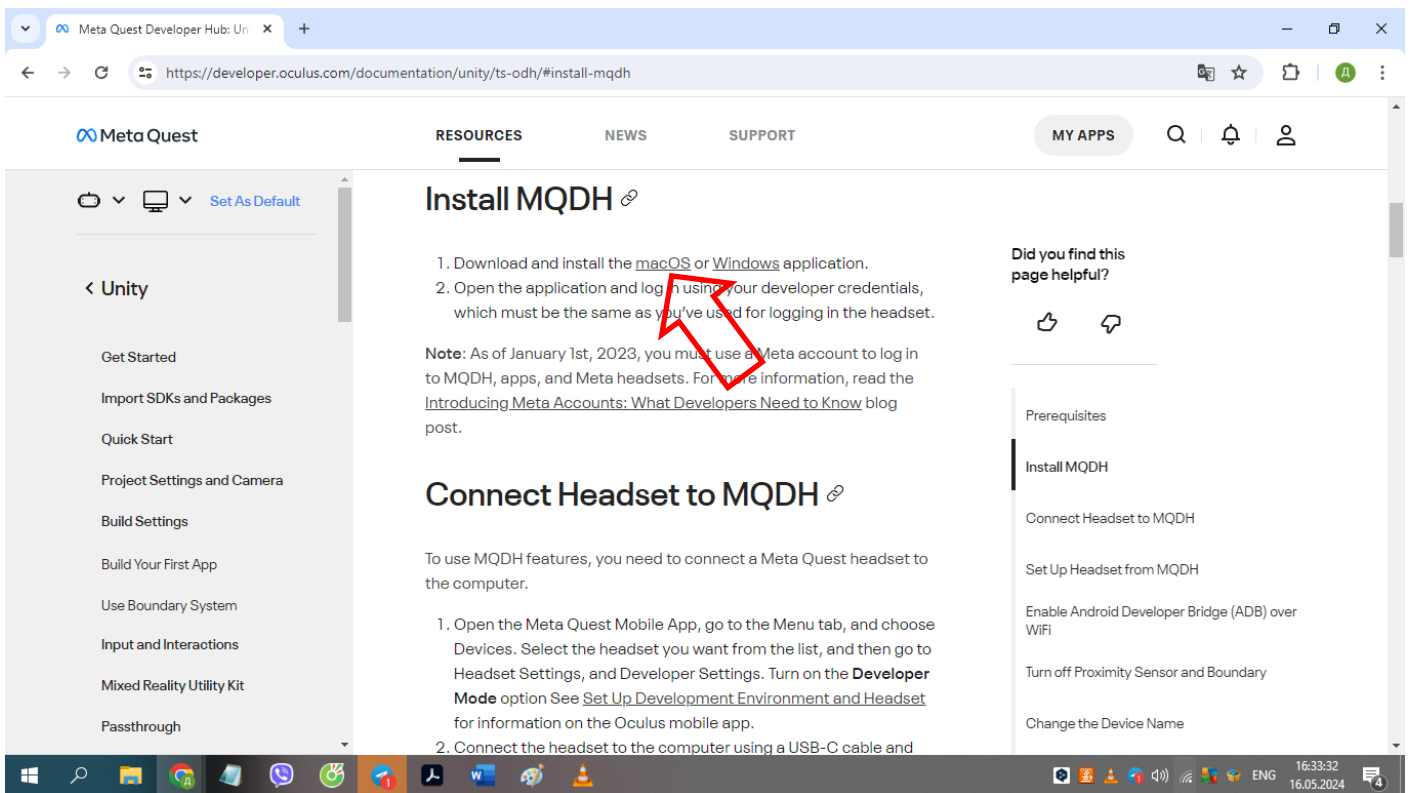 Meta Quest Developer Hub: Un
https://developer.oculus.com/documentation/unity/ts-odh/#install-mqdh
Д
Meta Quest
RESOURCES
NEWS
SUPPORT
MY APPS
Set As Default
Unity
Get Started
Import SDKs and Packages
Quick Start
Project Settings and Camera
Build Settings
Build Your First App
Use Boundary System
Input and Interactions
Mixed Reality Utility Kit
Passthrough
Install MQDH
1. Download and install the macOS or Windows application.
2. Open the application and log in using your developer credentials,
which must be the same as you've used for logging in the headset.
Note: As of January 1st, 2023, you must use a Meta account to log in
to MQDH, apps, and Meta headsets. For more information, read the
Introducing Meta Accounts: What Developers Need to Know blog
post.
Connect Headset to MQDH
To use MQDH features, you need to connect a Meta Quest headset to
the computer.
1. Open the Meta Quest Mobile App, go to the Menu tab, and choose
Devices. Select the headset you want from the list, and then go to
Headset Settings, and Developer Settings. Turn on the Developer
Mode option See Set Up Development Environment and Headset
for information on the Oculus mobile app.
2. Connect the headset to the computer using a USB-C cable and
Did you find this
page helpful?
Prerequisites
Install MQDH
Connect Headset to MQDH
Set Up Headset from MQDH
Enable Android Developer Bridge (ADB) over
WiFi
Turn off Proximity Sensor and Boundary
Change the Device Name
ENG
16:33:32
16.05.2024
4